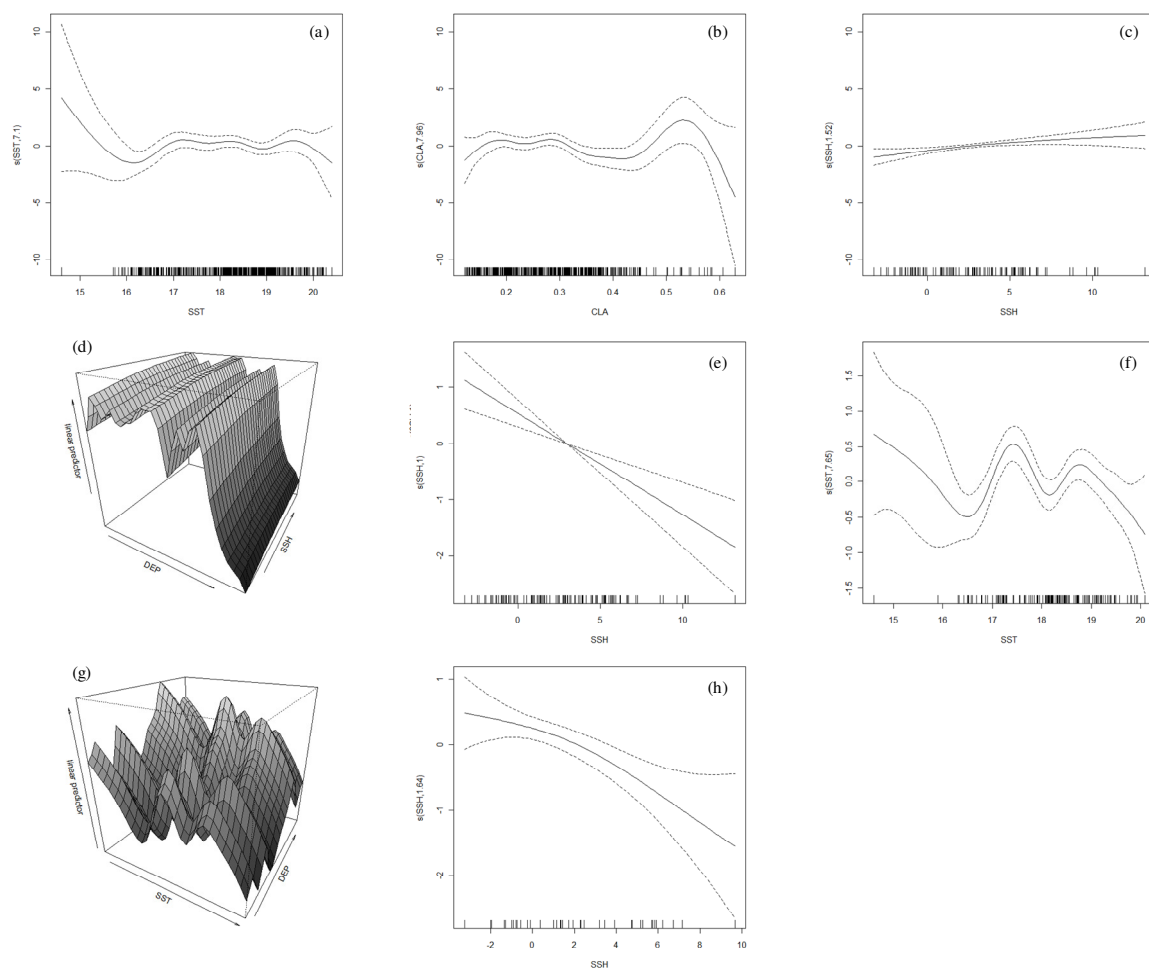 (a)
s(SST,7.1)
10
5
0
-5
-10
15 16 17 18 19 20
SST
(b)
s(CLA,7.96)
10
5
0
-5
-10
0.2 0.3 0.4 0.5 0.6
CLA
(c)
s(SSH,1.52)
10
5
0
-5
-10
0 5 10
SSH
(d)
linear predictor
DEP
SSH
(e)
s(SSH,1)
1
0
-1
-2
0 5 10
SSH
(f)
s(SST,7.65)
1.5
1.0
0.5
0.0
-0.5
-1.0
-1.5
15 16 17 18 19 20
SST
(g)
linear predictor
SST
DEP
(h)
s(SSH,1.64)
1
0
-1
-2
-2 0 2 4 6 8 10
SSH